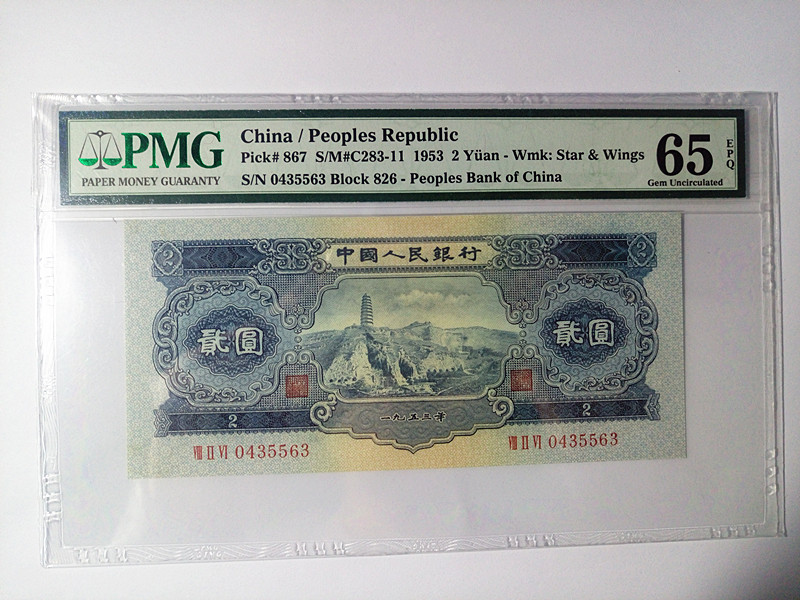 PMG
PAPER MONEY GUARANTY
China / Peoples Republic
Pick# 867 S/M#C283-11 1953 2 Yüan - Wmk: Star & Wings
S/N 0435563 Block 826 - Peoples Bank of China
65
EPQ
Gem Uncirculated
中國人民銀行
2 2
貳圓 貳圓
一九五三年
2 2
VIII II VI 0435563 VIII II VI 0435563